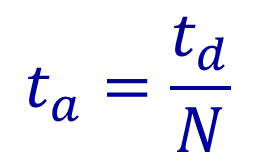 t_a = t_d / N